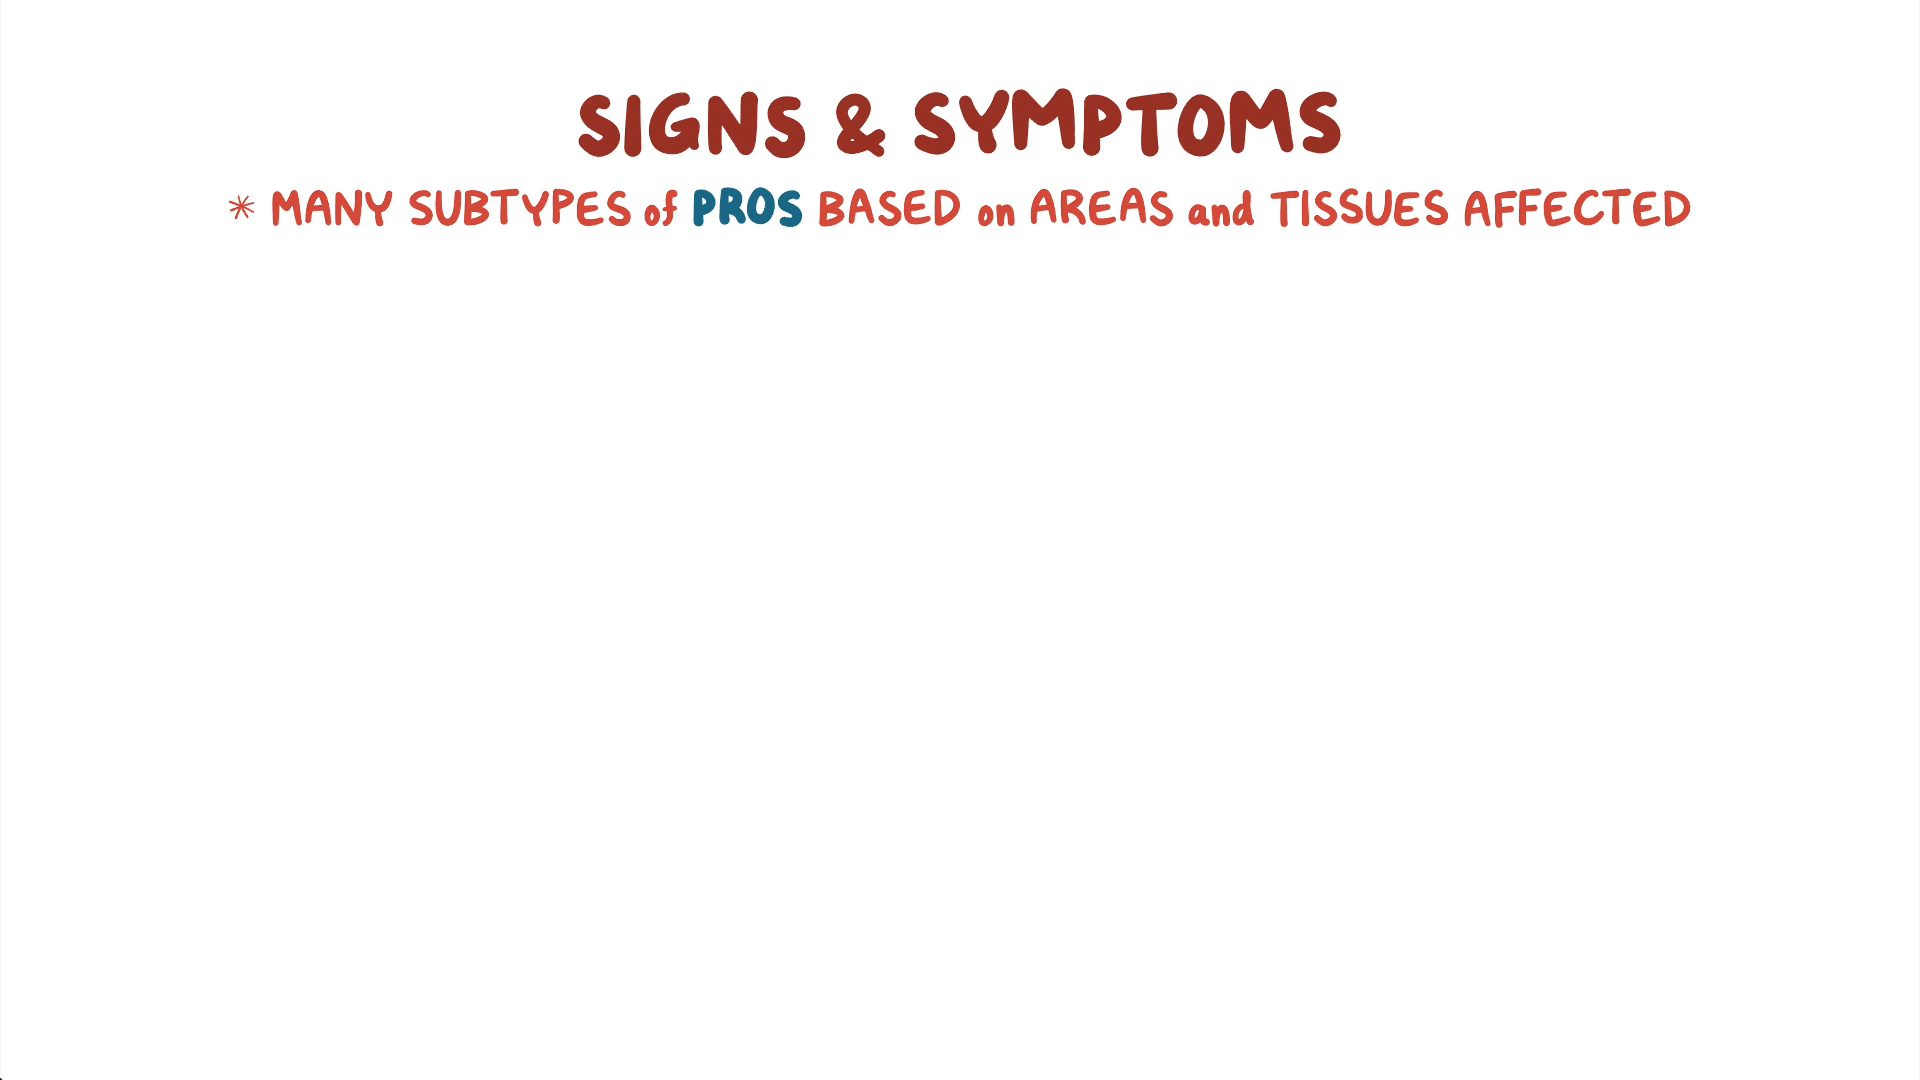 SIGNS & SYMPTOMS
* MANY SUBTYPES of PROS BASED on AREAS and TISSUES AFFECTED